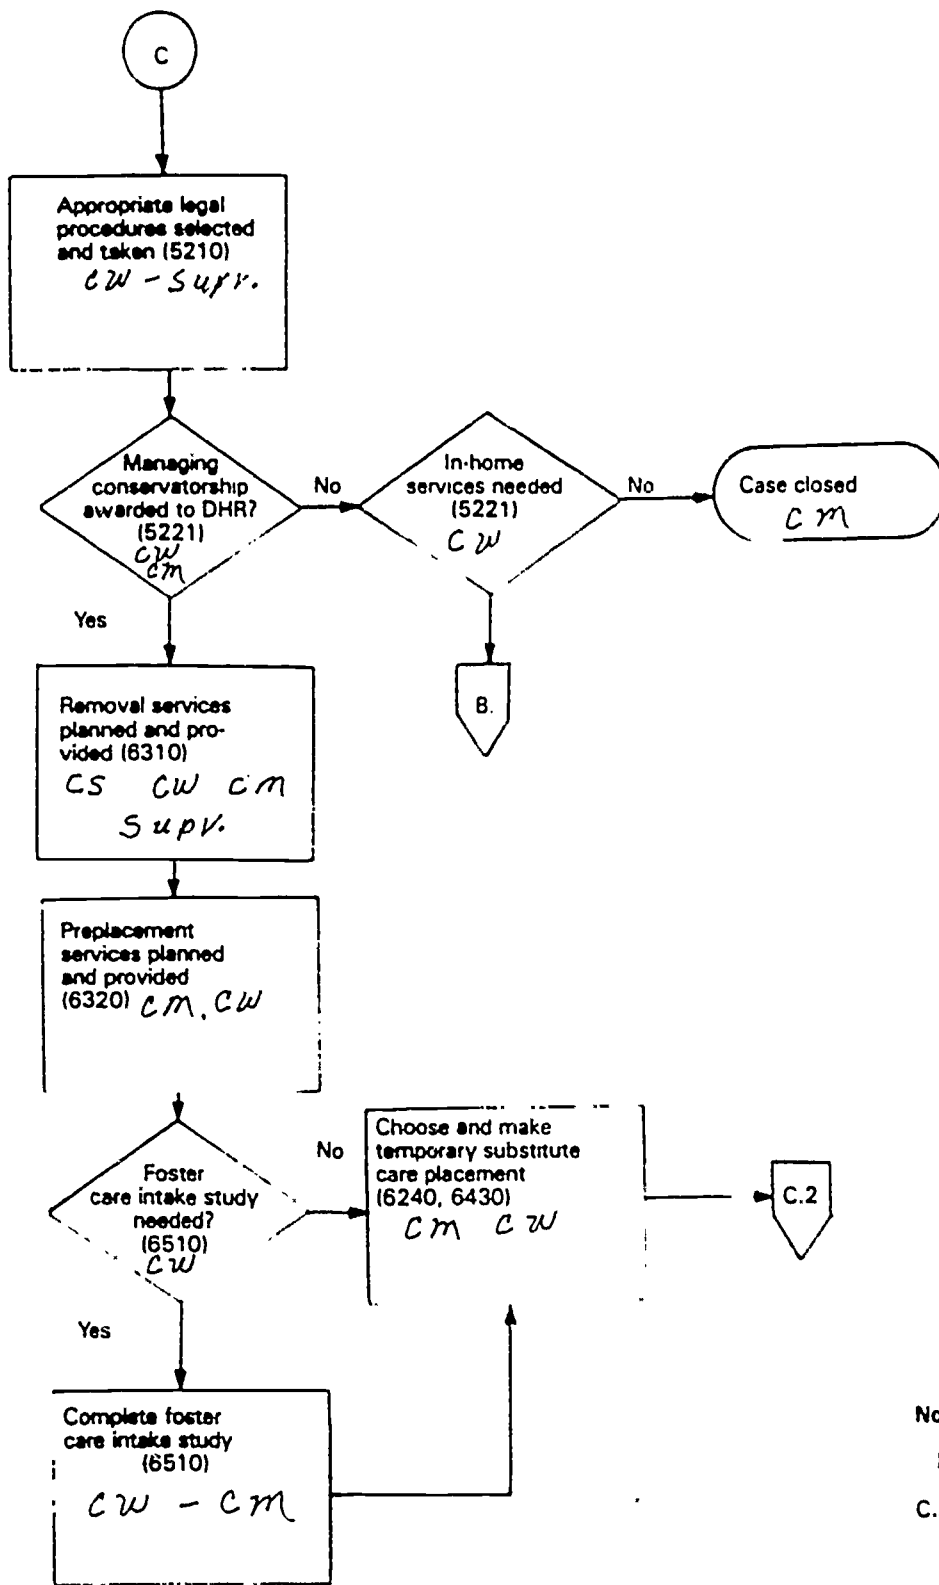 C
Appropriate legal
procedures selected
and taken (5210)
CW - Supv.
Managing
conservatorship
awarded to DHR?
(5221)
CW
CM
No
In-home
services needed
(5221)
CW
No
Case closed
CM
Yes
B.
Removal services
planned and pro-
vided (6310)
CS CW CM
Supv.
Preplacement
services planned
and provided
(6320) CM, CW
Foster
care intake study
needed?
(6510)
CW
No
Choose and make
temporary substitute
care placement
(6240, 6430)
CM CW
C.2
Yes
Complete foster
care intake study
(6510)
CW - CM
No
C.